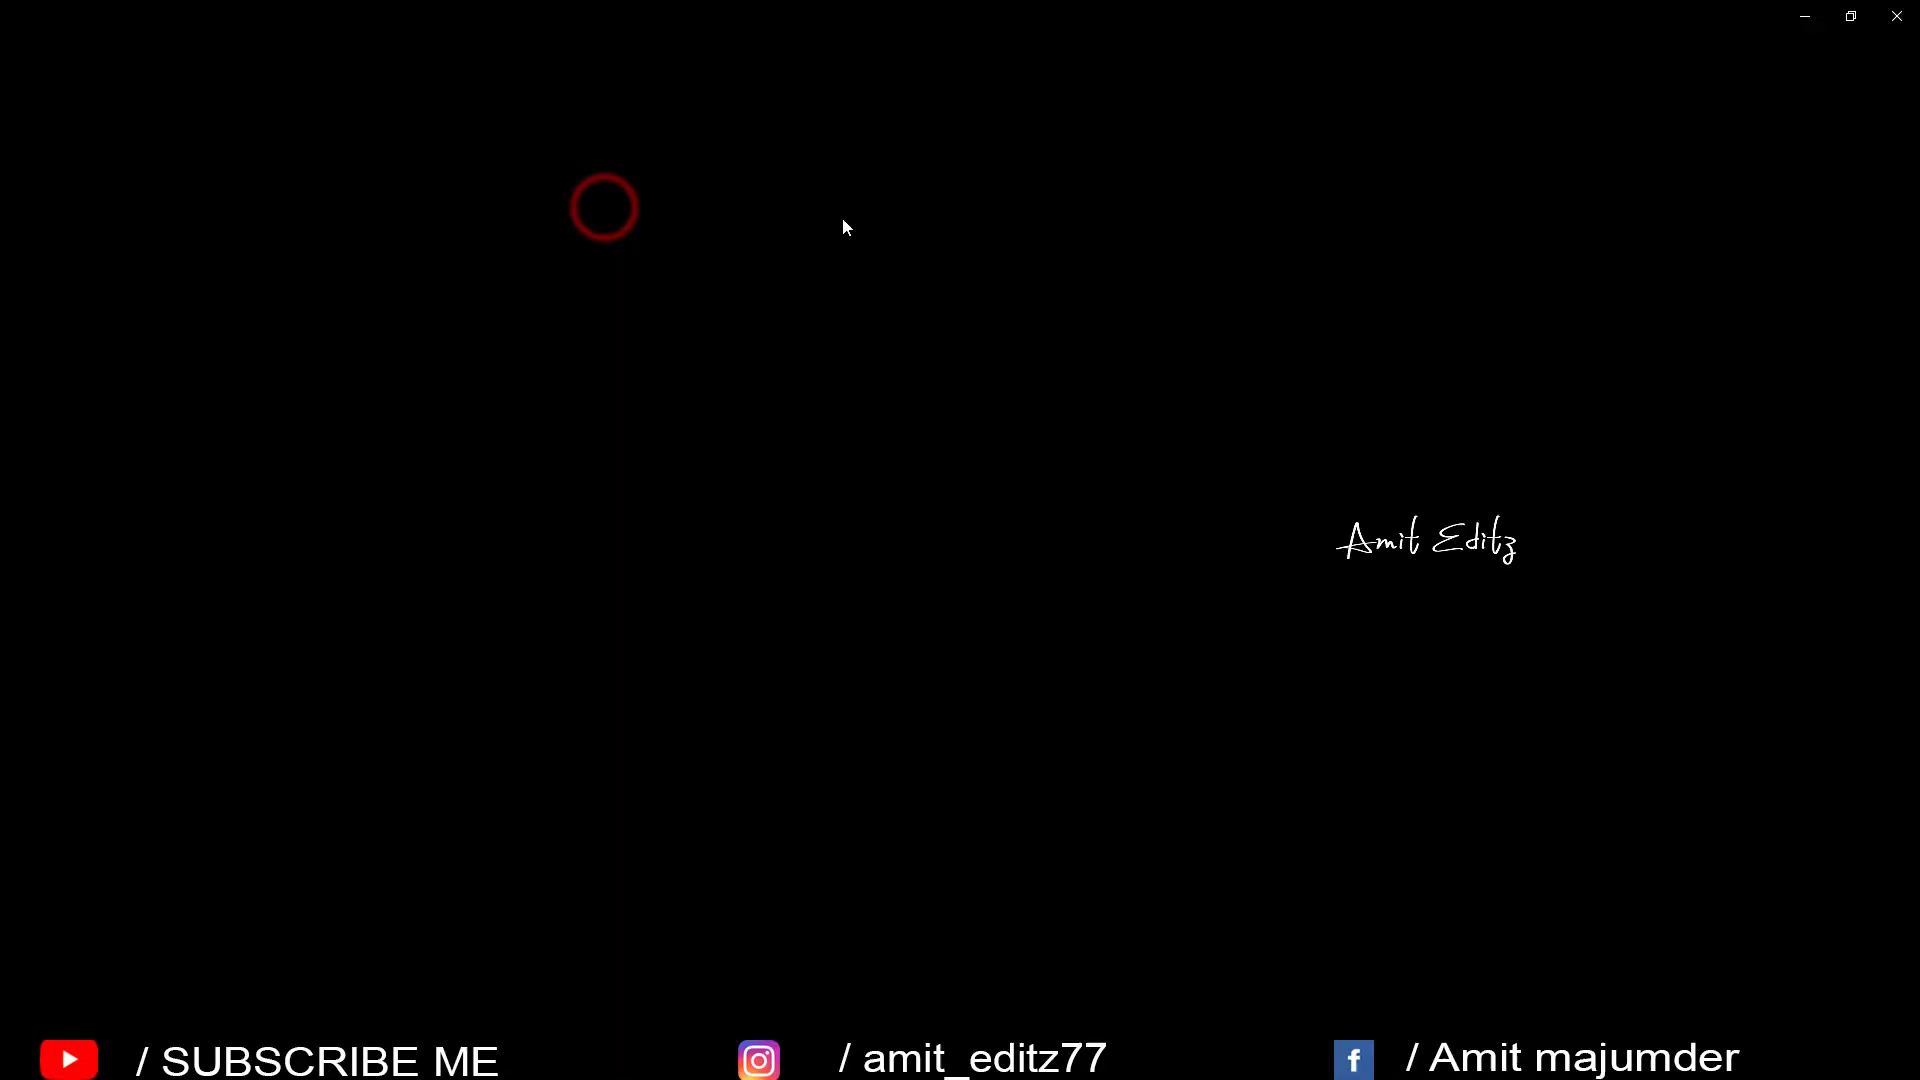 Amit Editz
/ SUBSCRIBE ME
/ amit_editz77
/ Amit majumder